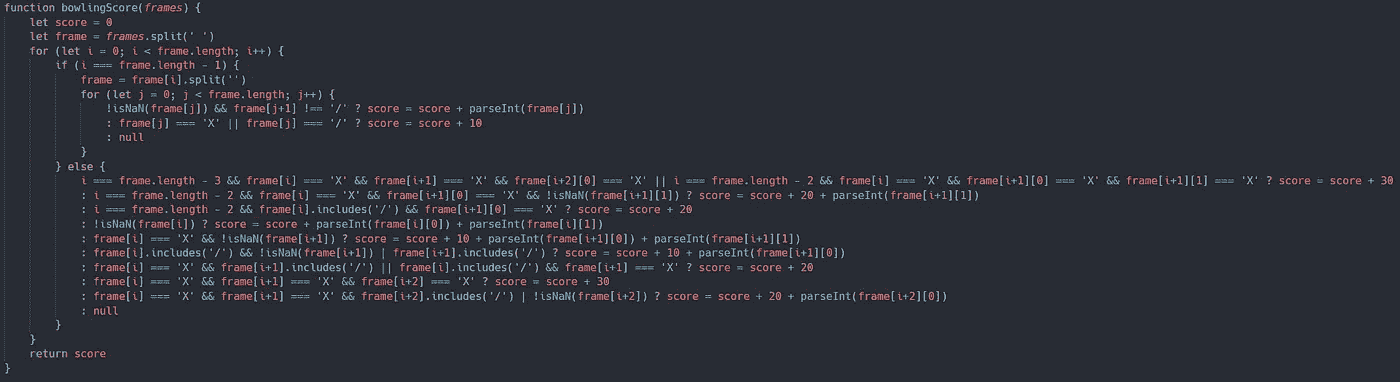 function bowlingScore(frames) {
let score = 0
let frame = frames.split(' ')
for (let i = 0; i < frame.length; i++) {
if (i === frame.length - 1) {
frame = frame[i].split('')
for (let j = 0; j < frame.length; j++) {
!isNaN(frame[j]) && frame[j+1] !== '/' ? score = score + parseInt(frame[j])
: frame[j] === 'X' || frame[j] === '/' ? score = score + 10
: null
}
} else {
i === frame.length - 3 && frame[i] === 'X' && frame[i+1] === 'X' && frame[i+2][0] === 'X' || i === frame.length - 2 && frame[i] === 'X' && frame[i+1][0] === 'X' && frame[i+1][1] === 'X' ? score = score + 30
: i === frame.length - 2 && frame[i] === 'X' && frame[i+1][0] === 'X' && !isNaN(frame[i+1][1]) ? score = score + 20 + parseInt(frame[i+1][1])
: i === frame.length - 2 && frame[i].includes('/') && frame[i+1][0] === 'X' ? score = score + 20
: !isNaN(frame[i]) ? score = score + parseInt(frame[i][0]) + parseInt(frame[i][1])
: frame[i] === 'X' && !isNaN(frame[i+1]) ? score = score + 10 + parseInt(frame[i+1][0]) + parseInt(frame[i+1][1])
: frame[i].includes('/') && !isNaN(frame[i+1]) | frame[i+1].includes('/') ? score = score + 10 + parseInt(frame[i+1][0])
: frame[i] === 'X' && frame[i+1].includes('/') || frame[i].includes('/') && frame[i+1] === 'X' ? score = score + 20
: frame[i] === 'X' && frame[i+1] === 'X' && frame[i+2] === 'X' ? score = score + 30
: frame[i] === 'X' && frame[i+1] === 'X' && frame[i+2].includes('/') | !isNaN(frame[i+2]) ? score = score + 20 + parseInt(frame[i+2][0])
: null
}
}
return score
}